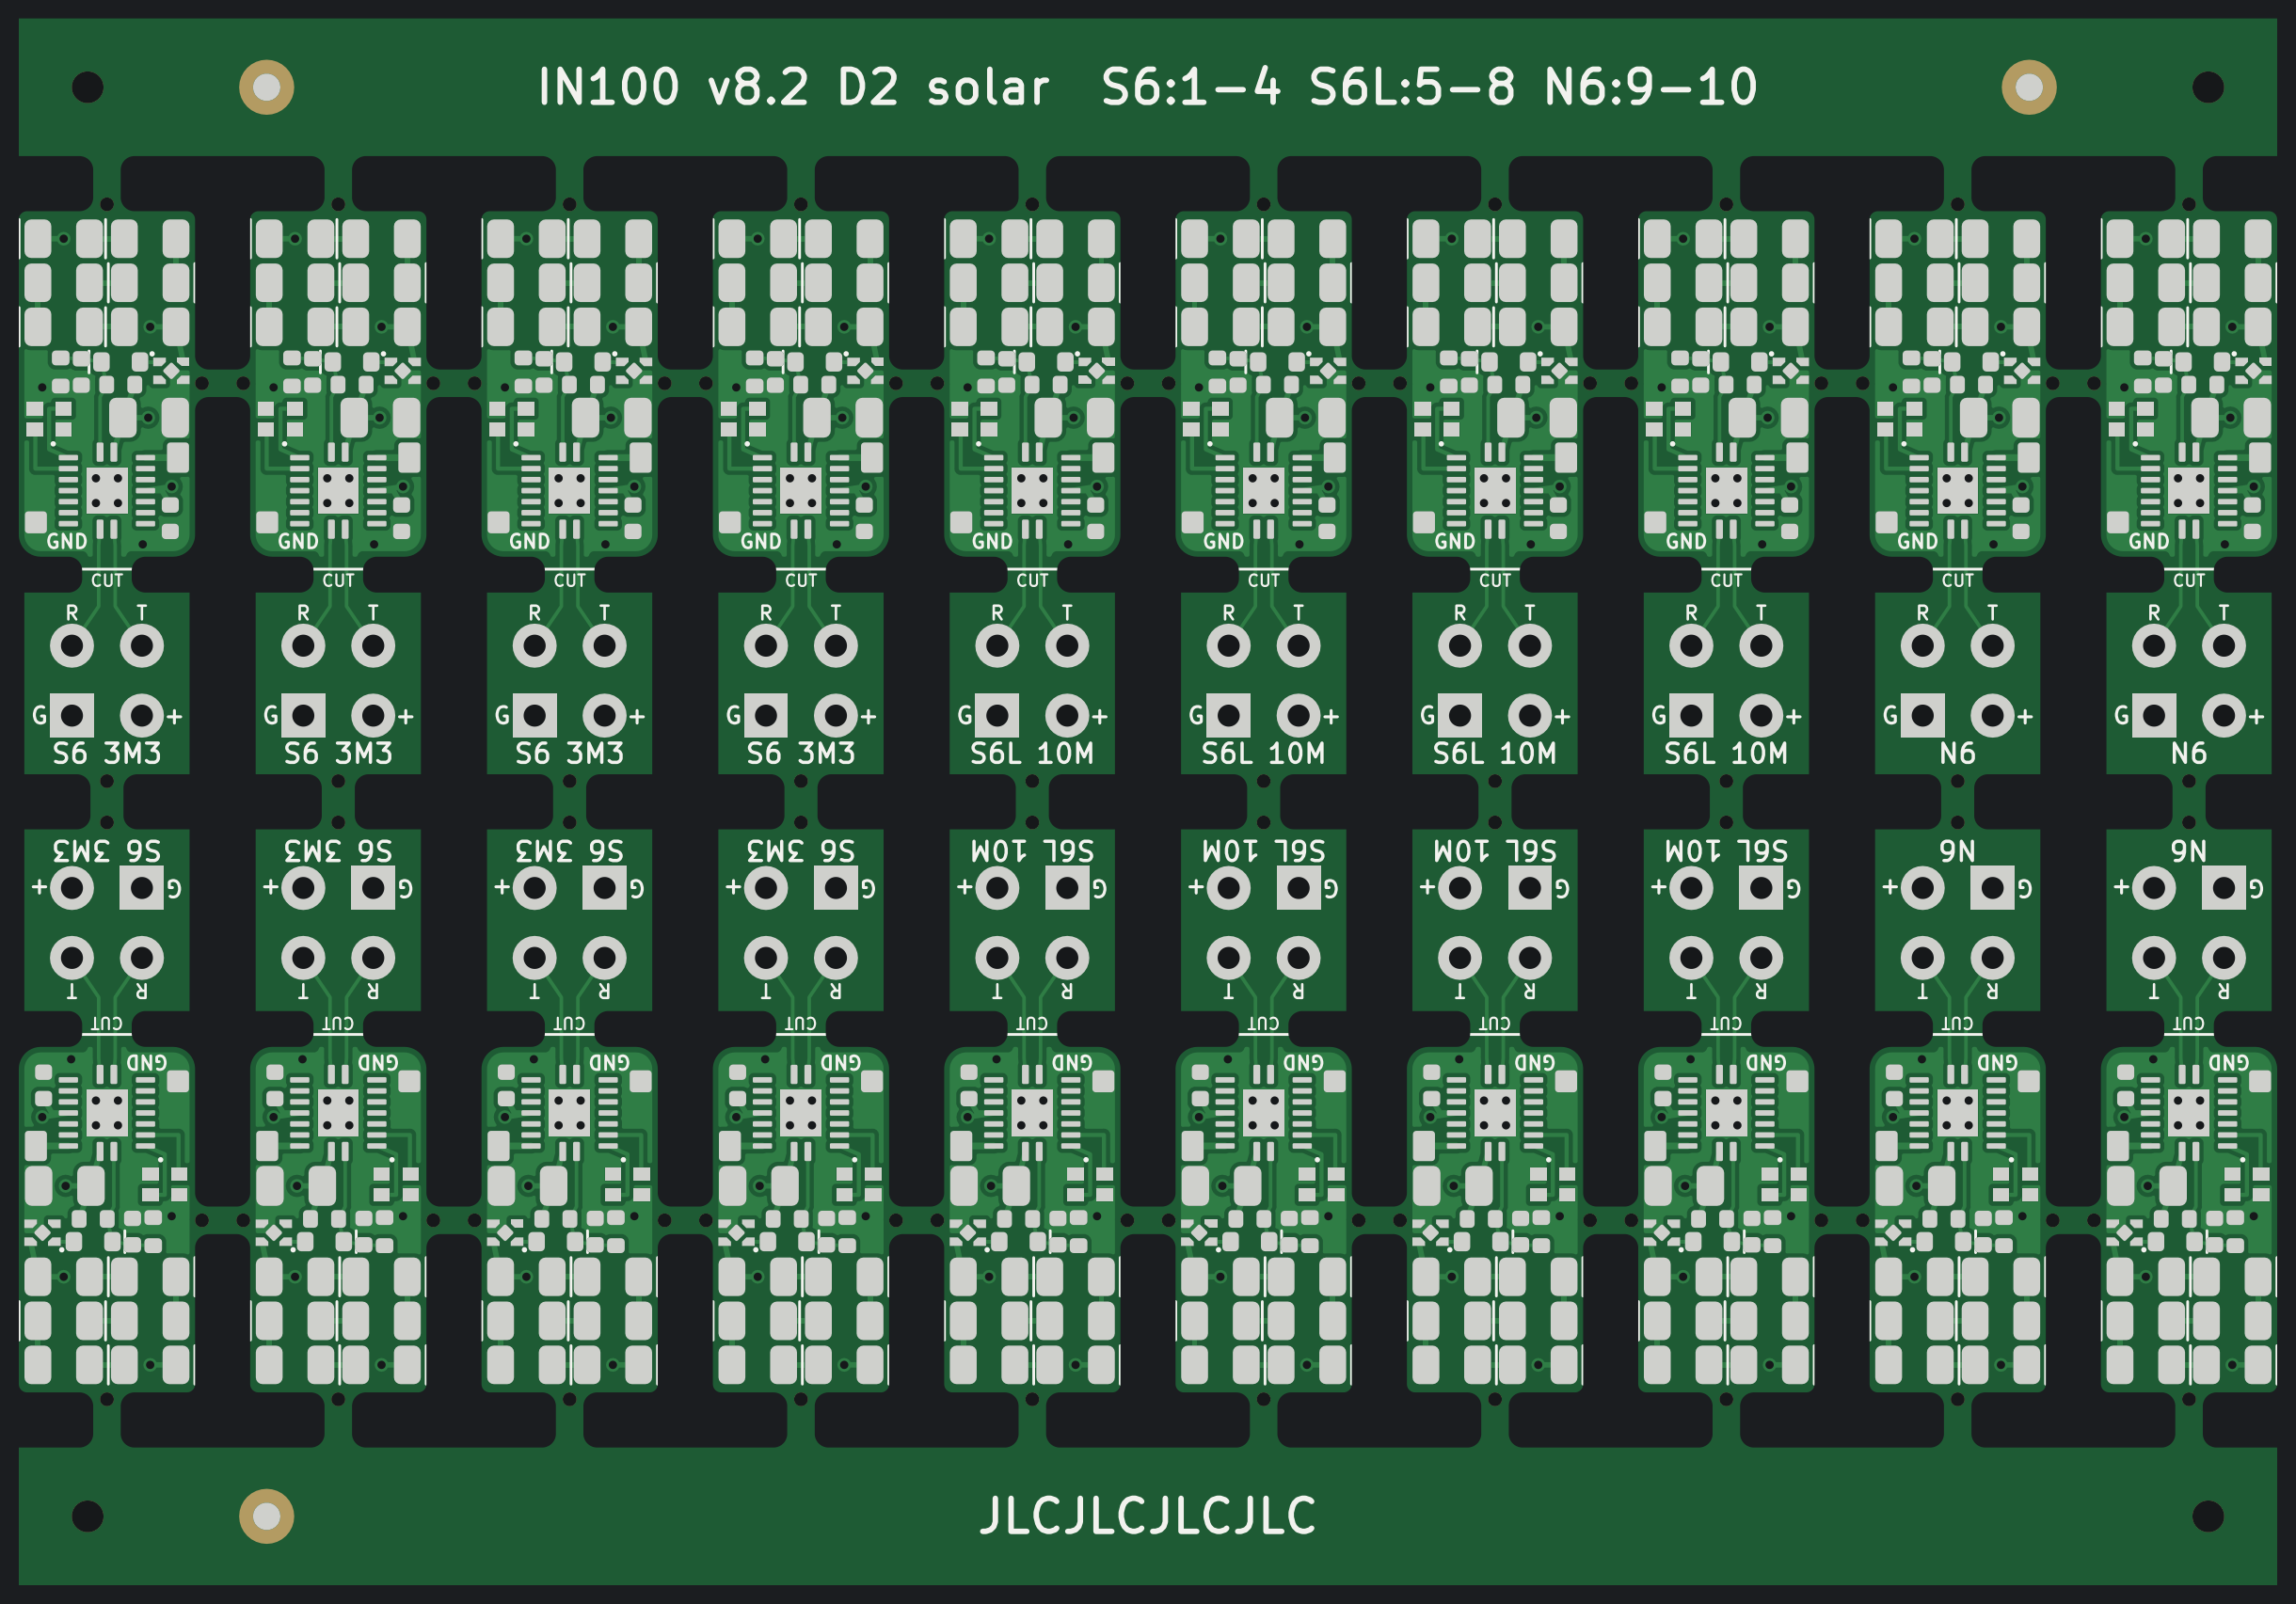 IN100 v8.2 D2 solar S6:1-4 S6L:5-8 N6:9-10
GND GND GND GND GND GND GND GND GND GND
CUT CUT CUT CUT CUT CUT CUT CUT CUT CUT
R T R T R T R T R T R T R T R T R T R T
G + G + G + G + G + G + G + G + G + G +
S6 3M3 S6 3M3 S6 3M3 S6 3M3 S6L 10M S6L 10M S6L 10M S6L 10M N6 N6
S6 3M3 S6 3M3 S6 3M3 S6 3M3 S6L 10M S6L 10M S6L 10M S6L 10M N6 N6
+ G + G + G + G + G + G + G + G + G + G
T R T R T R T R T R T R T R T R T R T R
CUT CUT CUT CUT CUT CUT CUT CUT CUT CUT
GND GND GND GND GND GND GND GND GND GND
JLCJLCJLCJLC